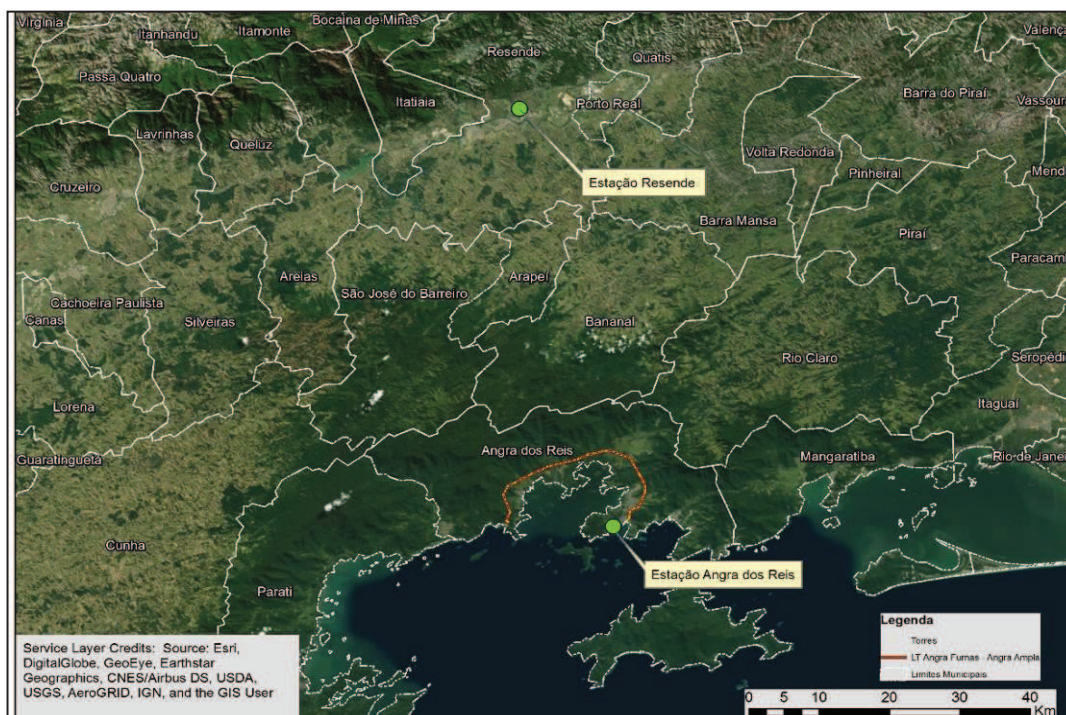 Virgínia
Bocaina de Minas
Itanhandu
Itamonte
Valença
Resende
Quatis
Passa Quatro
Itatiaia
Porto Real
Barra do Piraí
Lavrinhas
Queluz
Volta Redonda
Pinheiral
Cruzeiro
Estação Resende
Barra Mansa
Piraí
Areias
Arapeí
São José do Barreiro
Cachoeira Paulista
Canas
Silveiras
Bananal
Rio Claro
Lorena
Itaguaí
Angra dos Reis
Guaratinguetá
Mangaratiba
Cunha
Estação Angra dos Reis
Parati
Legenda
Torres
LT Angra Furnas - Angra Ampla
Limites Municipais
Service Layer Credits: Source: Esri,
DigitalGlobe, GeoEye, Earthstar
Geographics, CNES/Airbus DS, USDA,
USGS, AeroGRID, IGN, and the GIS User
0 5 10 20 30 40
Km